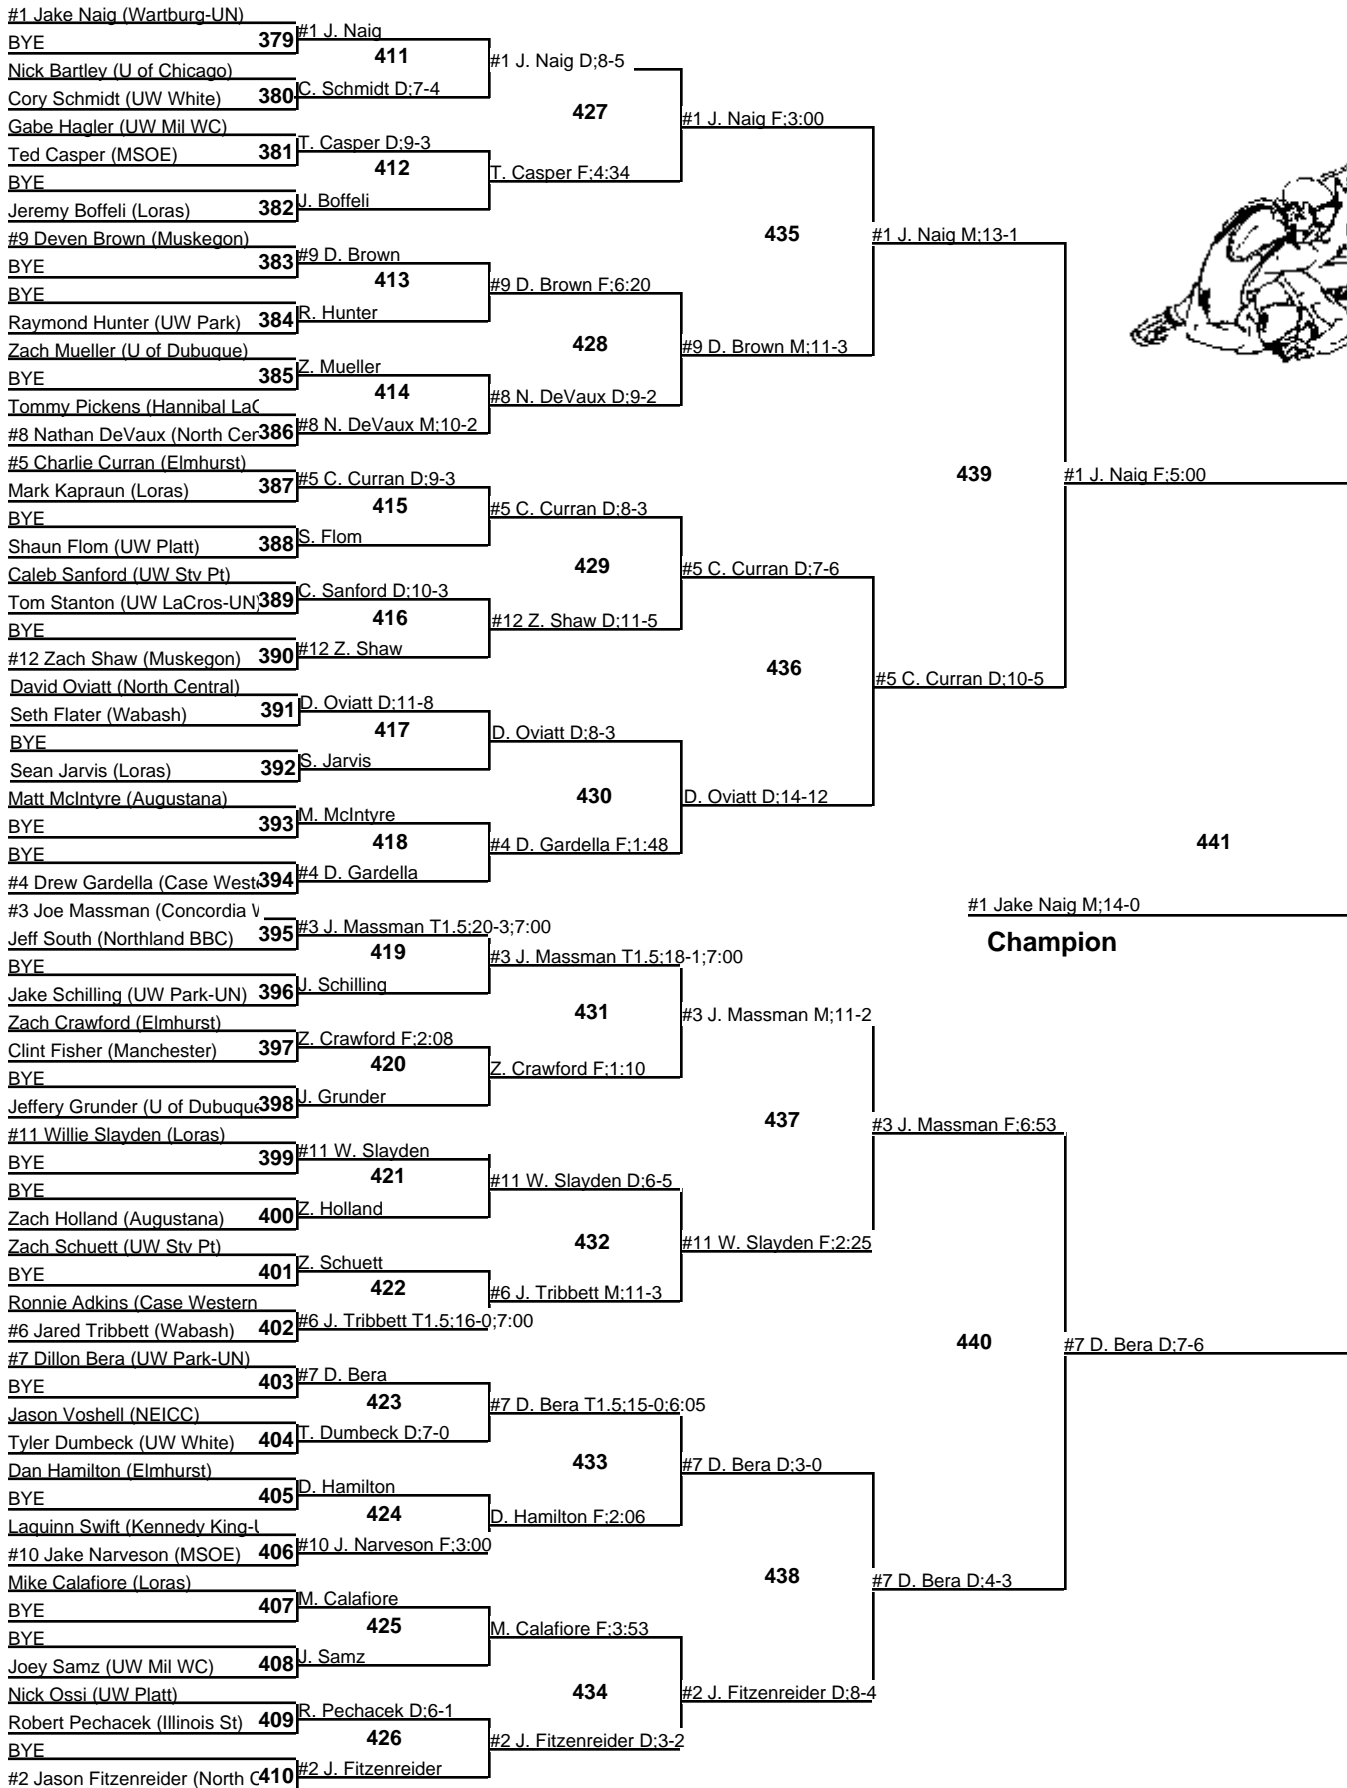 #1 Jake Naig (Wartburg-UN)
BYE
379
#1 J. Naig
411
Nick Bartley (U of Chicago)
Cory Schmidt (UW White)
380
C. Schmidt D;7-4
#1 J. Naig D;8-5
427
Gabe Hagler (UW Mil WC)
Ted Casper (MSOE)
381
T. Casper D;9-3
412
T. Casper F;4:34
BYE
Jeremy Boffeli (Loras)
382
J. Boffeli
#1 J. Naig F;3:00
435
#9 Deven Brown (Muskegon)
BYE
383
#9 D. Brown
413
BYE
Raymond Hunter (UW Park)
384
R. Hunter
#9 D. Brown F;6:20
428
Zach Mueller (U of Dubuque)
BYE
385
Z. Mueller
414
#8 N. DeVaux D;9-2
Tommy Pickens (Hannibal LaG
#8 Nathan DeVaux (North Cen
386
#8 N. DeVaux M;10-2
#9 D. Brown M;11-3
#1 J. Naig M;13-1
439
#5 Charlie Curran (Elmhurst)
Mark Kapraun (Loras)
387
#5 C. Curran D;9-3
415
BYE
Shaun Flom (UW Platt)
388
S. Flom
#5 C. Curran D;8-3
429
Caleb Sanford (UW Stv Pt)
Tom Stanton (UW LaCros-UN)
389
C. Sanford D;10-3
416
#12 Z. Shaw D;11-5
BYE
#12 Zach Shaw (Muskegon)
390
#12 Z. Shaw
#5 C. Curran D;7-6
436
David Oviatt (North Central)
Seth Flater (Wabash)
391
D. Oviatt D;11-8
417
BYE
Sean Jarvis (Loras)
392
S. Jarvis
D. Oviatt D;8-3
430
Matt McIntyre (Augustana)
BYE
393
M. McIntyre
418
#4 D. Gardella F;1:48
BYE
#4 Drew Gardella (Case Weste
394
#4 D. Gardella
D. Oviatt D;14-12
#5 C. Curran D;10-5
#1 J. Naig F;5:00
441
#1 Jake Naig M;14-0
Champion
#3 Joe Massman (Concordia W
Jeff South (Northland BBC)
395
#3 J. Massman T1.5;20-3;7:00
419
BYE
Jake Schilling (UW Park-UN)
396
J. Schilling
#3 J. Massman T1.5;18-1;7:00
431
Zach Crawford (Elmhurst)
Clint Fisher (Manchester)
397
Z. Crawford F;2:08
420
Z. Crawford F;1:10
BYE
Jeffery Grunder (U of Dubuque
398
J. Grunder
#3 J. Massman M;11-2
437
#11 Willie Slayden (Loras)
BYE
399
#11 W. Slayden
421
BYE
Zach Holland (Augustana)
400
Z. Holland
#11 W. Slayden D;6-5
432
Zach Schuett (UW Stv Pt)
BYE
401
Z. Schuett
422
#6 J. Tribbett M;11-3
Ronnie Adkins (Case Western
#6 Jared Tribbett (Wabash)
402
#6 J. Tribbett T1.5;16-0;7:00
#11 W. Slayden F;2:25
#3 J. Massman F;6:53
440
#7 Dillon Bera (UW Park-UN)
BYE
403
#7 D. Bera
423
Jason Voshell (NEICC)
Tyler Dumbeck (UW White)
404
T. Dumbeck D;7-0
#7 D. Bera T1.5;15-0;6:05
433
Dan Hamilton (Elmhurst)
BYE
405
D. Hamilton
424
D. Hamilton F;2:06
Laquinn Swift (Kennedy King-U
#10 Jake Narveson (MSOE)
406
#10 J. Narveson F;3:00
#7 D. Bera D;3-0
438
Mike Calafiore (Loras)
BYE
407
M. Calafiore
425
BYE
Joey Samz (UW Mil WC)
408
J. Samz
M. Calafiore F;3:53
434
Nick Ossi (UW Platt)
Robert Pechacek (Illinois St)
409
R. Pechacek D;6-1
426
#2 J. Fitzenreider D;3-2
BYE
#2 Jason Fitzenreider (North C
410
#2 J. Fitzenreider
#2 J. Fitzenreider D;8-4
#7 D. Bera D;4-3
#7 D. Bera D;7-6